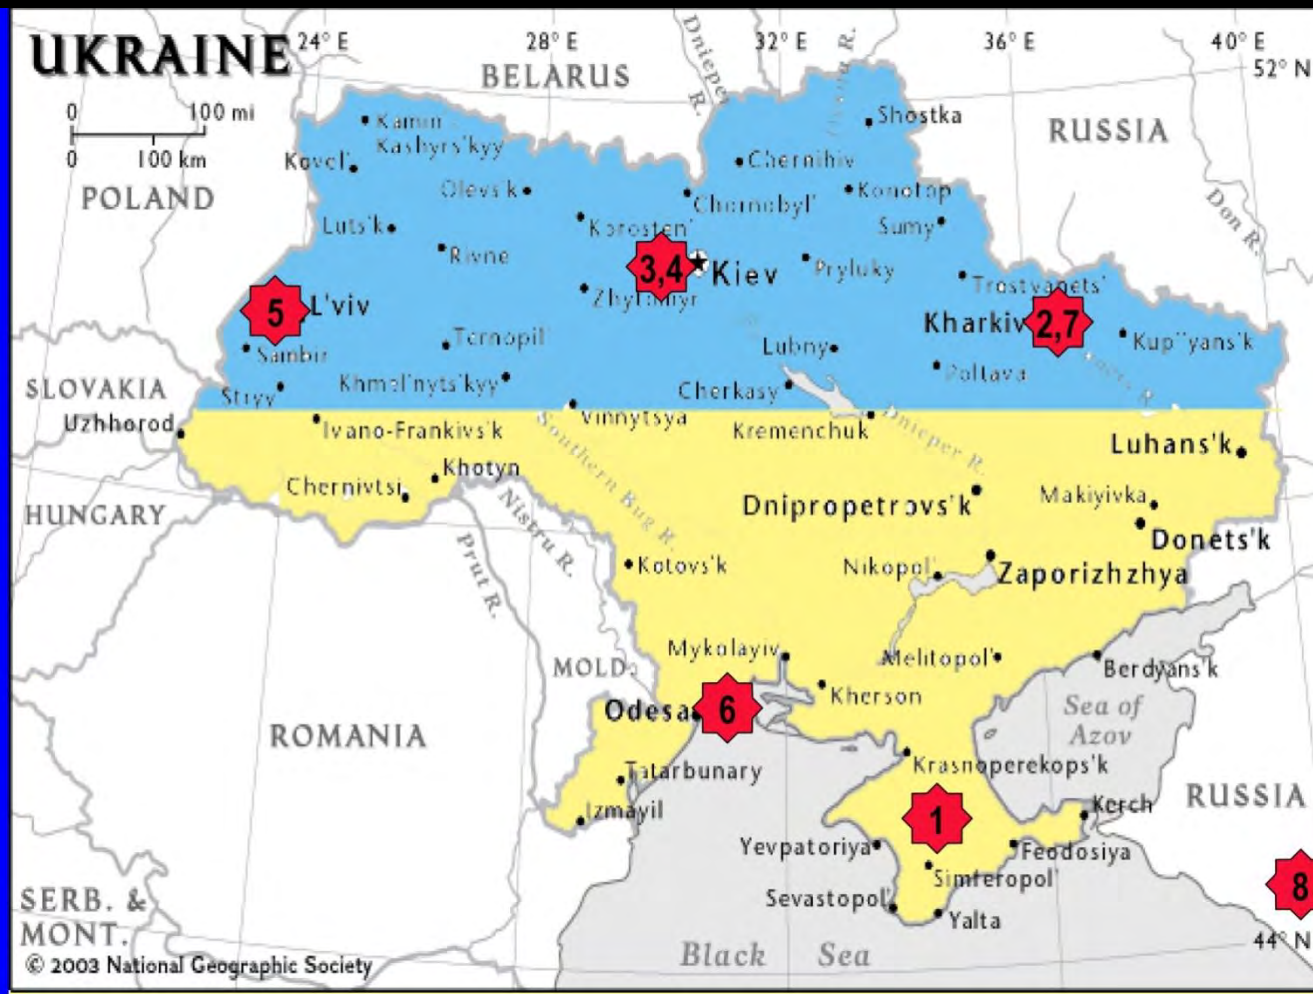 UKRAINE
24° E
28° E
32° E
36° E
40° E
52° N
BELARUS
Dnieper R.
0 100 mi
0 100 km
POLAND
RUSSIA
Shostka
Kamin
Kashyrs'kyy
Kovel'
Chernihiv
Olevs'k
Konotop
Chornobyl'
Luts'k
Korosten'
Sumy
Don R.
Rivne
3,4
Kiev
Pryluky
Trostyanets'
Zhytomyr
5
L'viv
Kharkiv
2,7
Kup''yans'k
Sambir
Ternopil'
Lubny
Poltava
SLOVAKIA
Stryy
Khmel'nyts'kyy
Cherkasy
Uzhhorod
Ivano-Frankivs'k
Vinnytsya
Kremenchuk
Dnieper R.
Luhans'k
Southern Bug R.
Khotyn
Chernivtsi
Makiyivka
HUNGARY
Nistru R.
Dnipropetrovs'k
Donets'k
Prut R.
Kotovs'k
Nikopol'
Zaporizhzhya
Mykolayiv
Melitopol'
Berdyans'k
MOLD.
Kherson
Odesa
6
Sea of
Azov
ROMANIA
Tatarbunary
Krasnoperekops'k
Izmayil
1
Kerch
RUSSIA
Yevpatoriya
Feodosiya
Simferopol'
8
Sevastopol'
Yalta
SERB. &
MONT.
44° N
Black Sea
© 2003 National Geographic Society